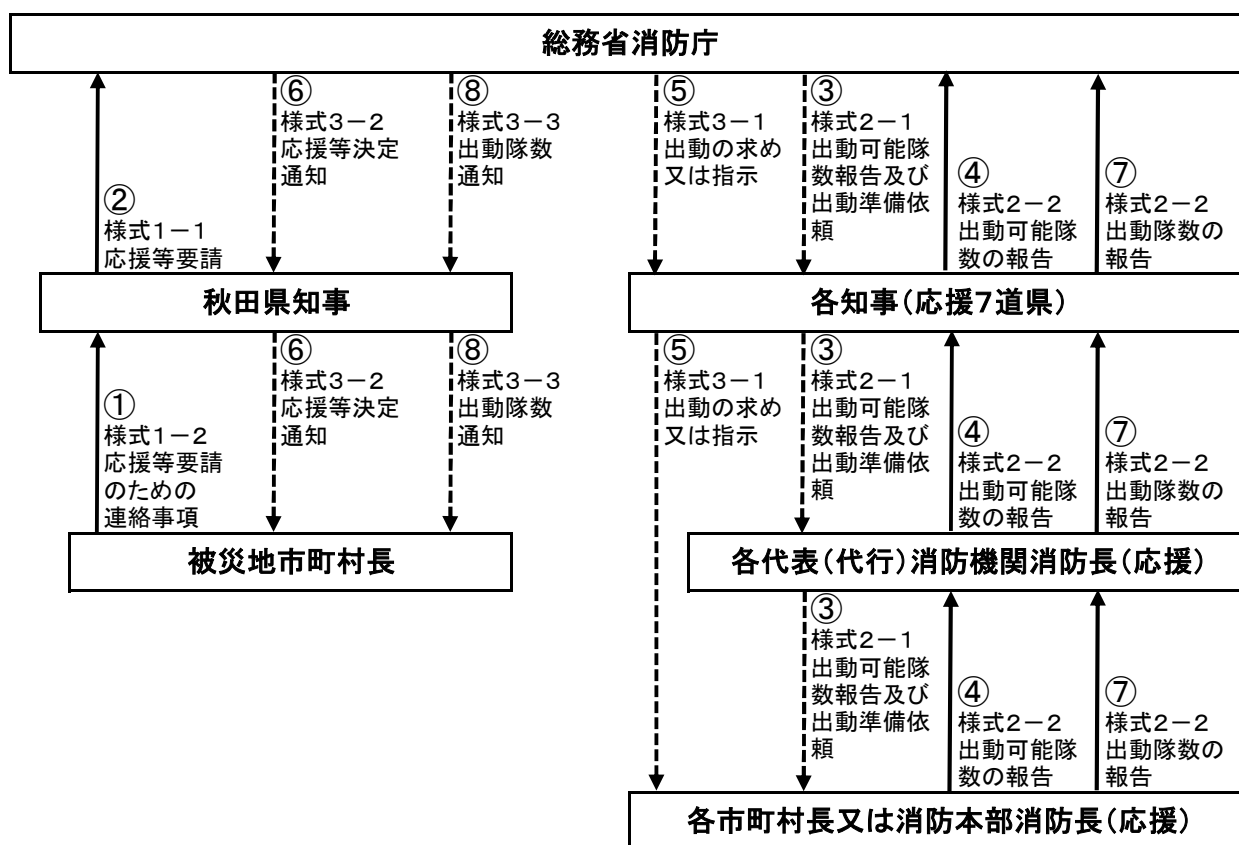 総務省消防庁
⑥
様式3-2
応援等決定
通知
⑧
様式3-3
出動隊数
通知
⑤
様式3-1
出動の求め
又は指示
③
様式2-1
出動可能隊
数報告及び
出動準備依
頼
②
様式1-1
応援等要請
④
様式2-2
出動可能隊
数の報告
⑦
様式2-2
出動隊数の
報告
秋田県知事
各知事(応援7道県)
①
様式1-2
応援等要請
のための
連絡事項
⑥
様式3-2
応援等決定
通知
⑧
様式3-3
出動隊数
通知
⑤
様式3-1
出動の求め
又は指示
③
様式2-1
出動可能隊
数報告及び
出動準備依
頼
④
様式2-2
出動可能隊
数の報告
⑦
様式2-2
出動隊数の
報告
被災地市町村長
各代表(代行)消防機関消防長(応援)
③
様式2-1
出動可能隊
数報告及び
出動準備依
頼
④
様式2-2
出動可能隊
数の報告
⑦
様式2-2
出動隊数の
報告
各市町村長又は消防本部消防長(応援)